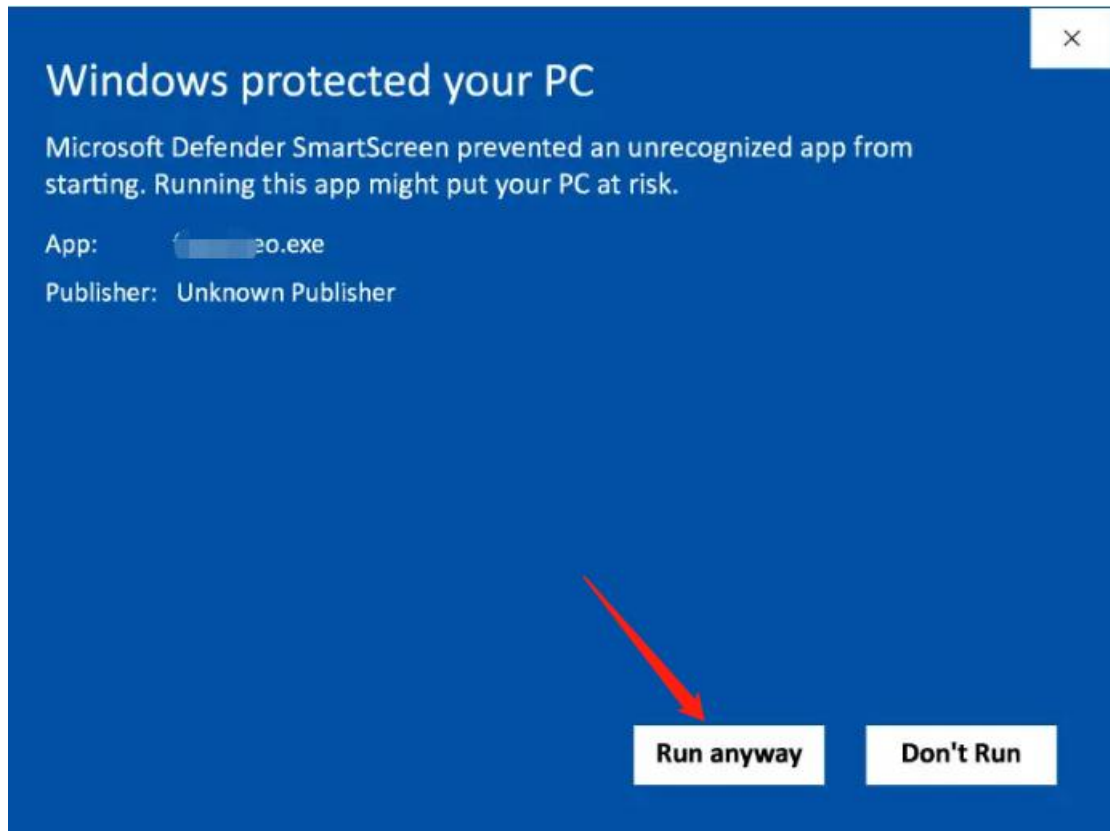 Windows protected your PC
Microsoft Defender SmartScreen prevented an unrecognized app from
starting. Running this app might put your PC at risk.
App: eo.exe
Publisher: Unknown Publisher
Run anyway Don't Run